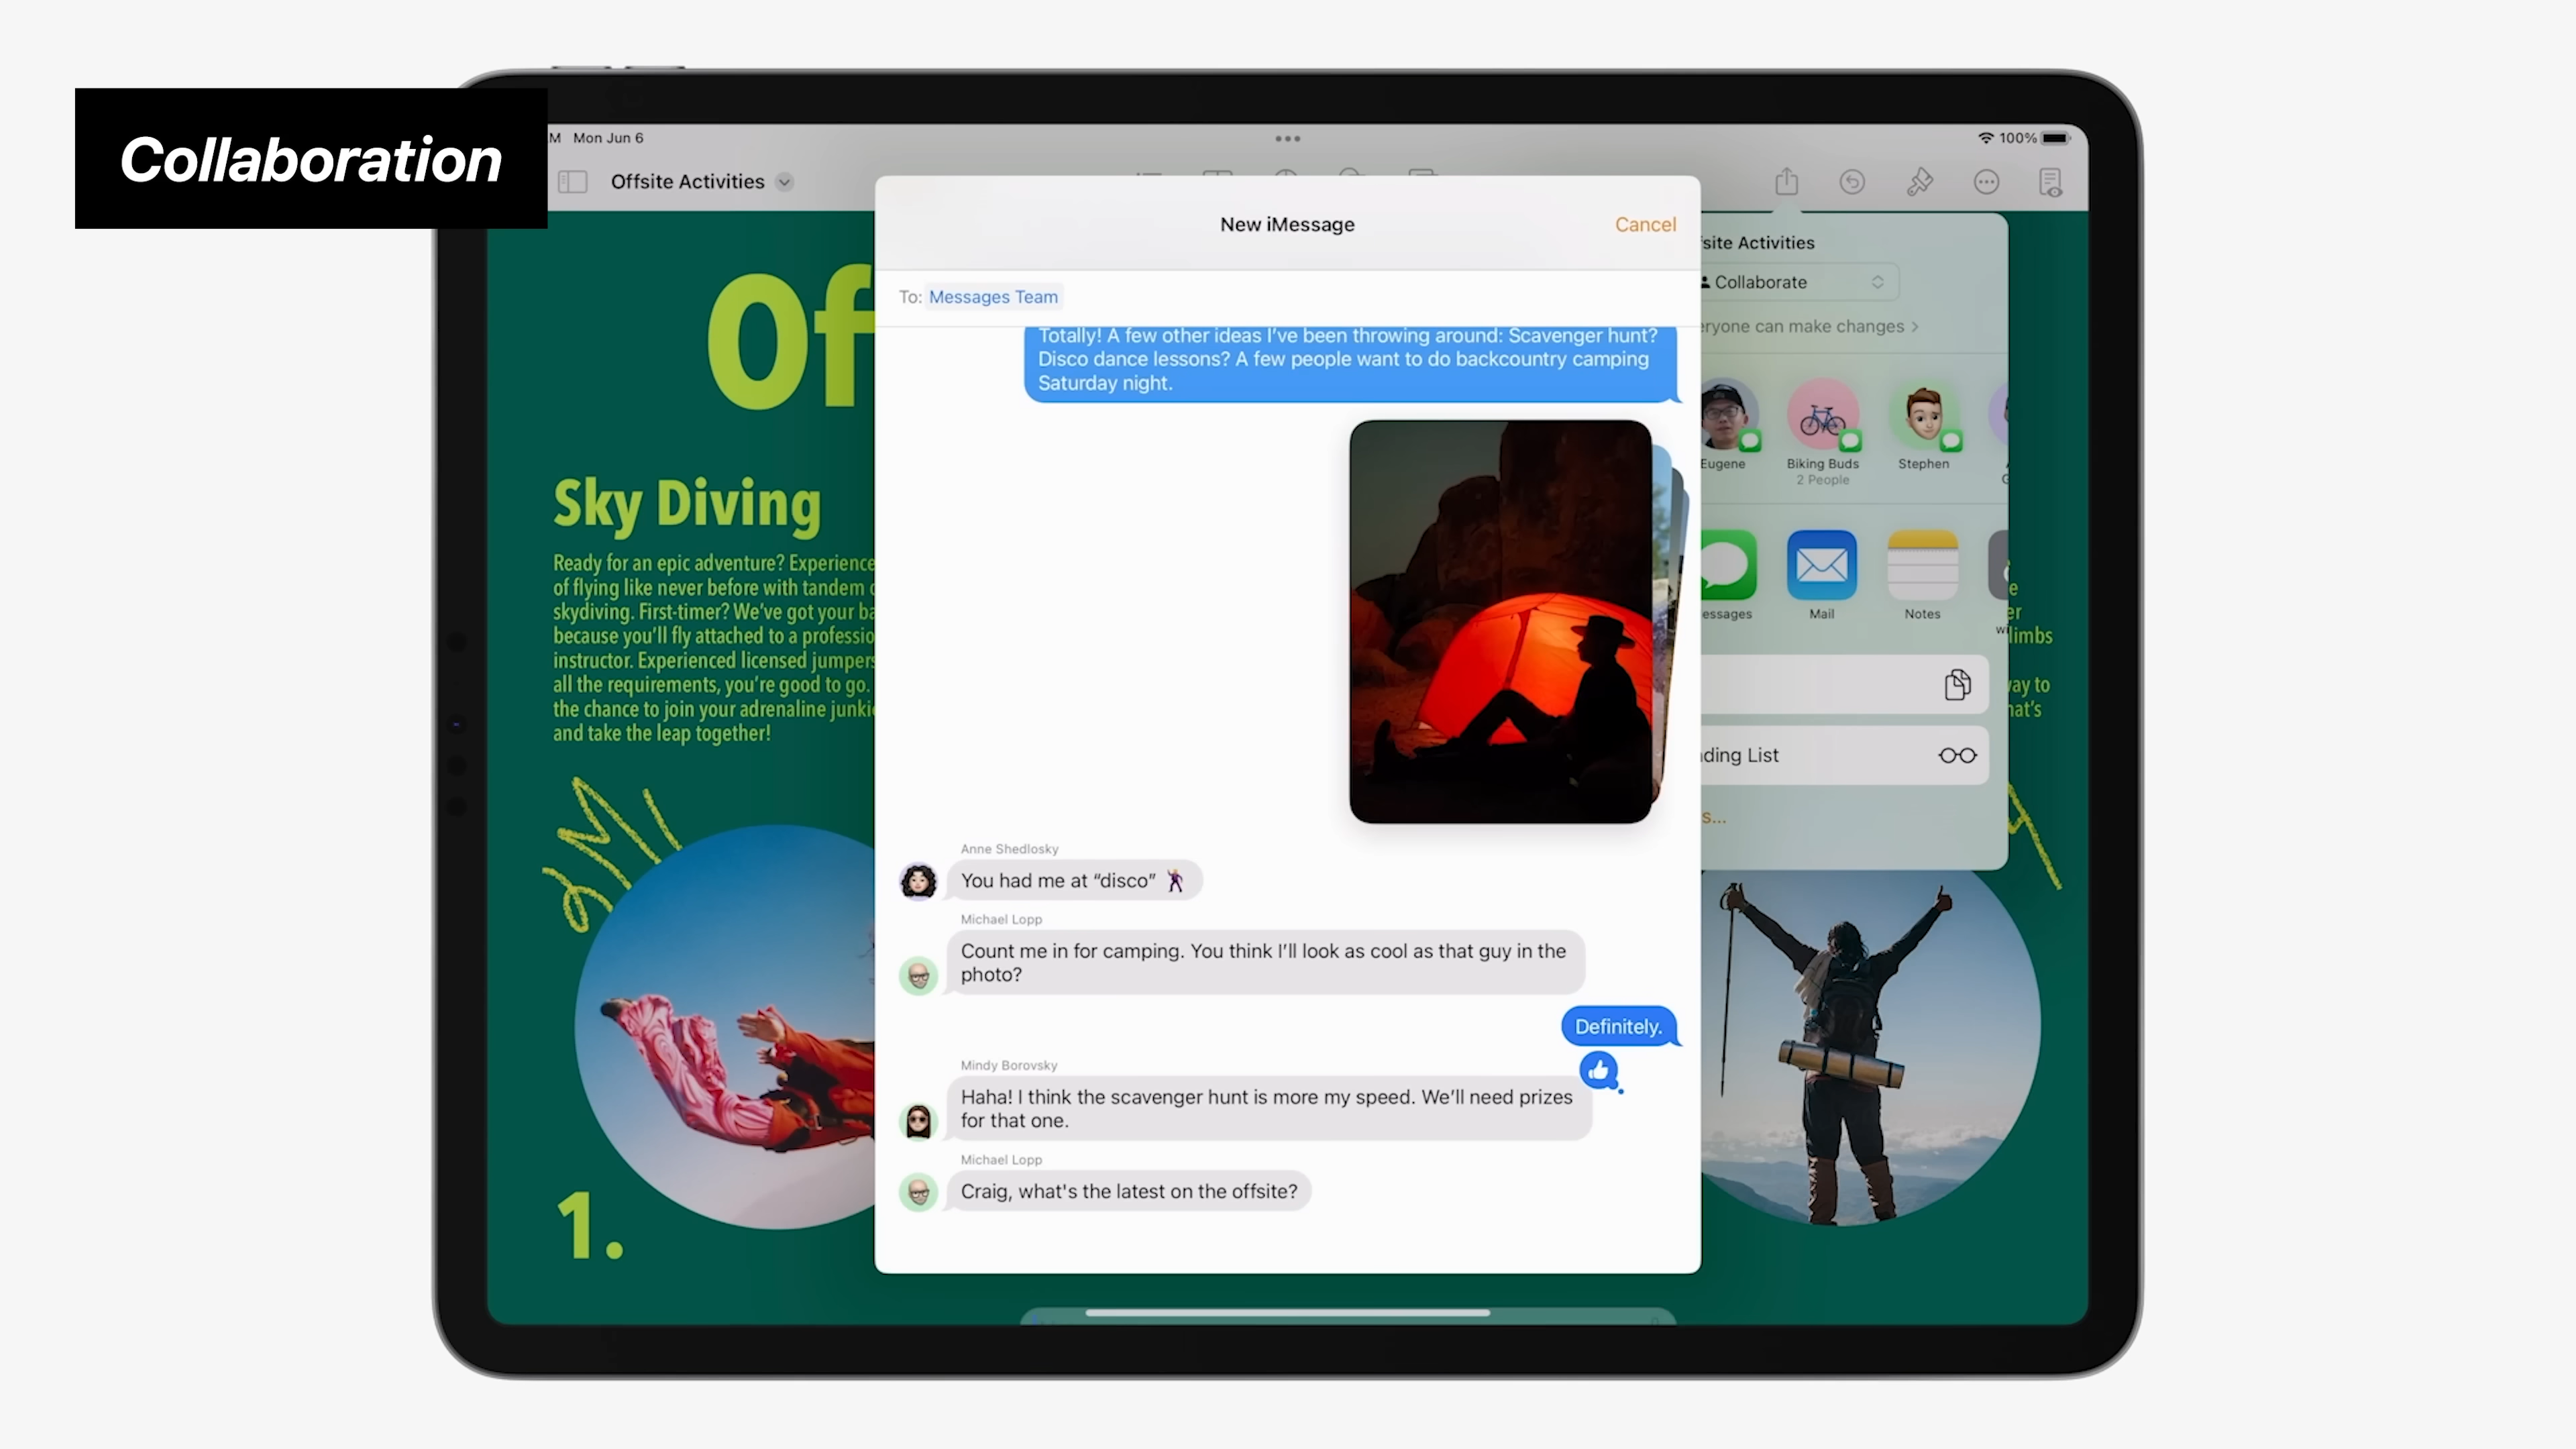 Collaboration
Mon Jun 6
100%
Offsite Activities
Of
Sky Diving
Ready for an epic adventure? Experience
of flying like never before with tandem
skydiving. First-timer? We've got your
because you'll fly attached to a
instructor. Experienced licensed jumpers
all the requirements, you're good to go.
the chance to join your adrenaline
and take the leap together!
1.
New iMessage
Cancel
To: Messages Team
Totally! A few other ideas I've been throwing around: Scavenger hunt?
Disco dance lessons? A few people want to do backcountry camping
Saturday night.
Anne Shedlosky
You had me at “disco” 🕺
Michael Lopp
Count me in for camping. You think I'll look as cool as that guy in the
photo?
Definitely.
Mindy Borovsky
Haha! I think the scavenger hunt is more my speed. We'll need prizes
for that one.
Michael Lopp
Craig, what's the latest on the offsite?
Activities
Collaborate
can make changes >
Eugene
Biking Buds
2 People
Stephen
Mail
Notes
List
to